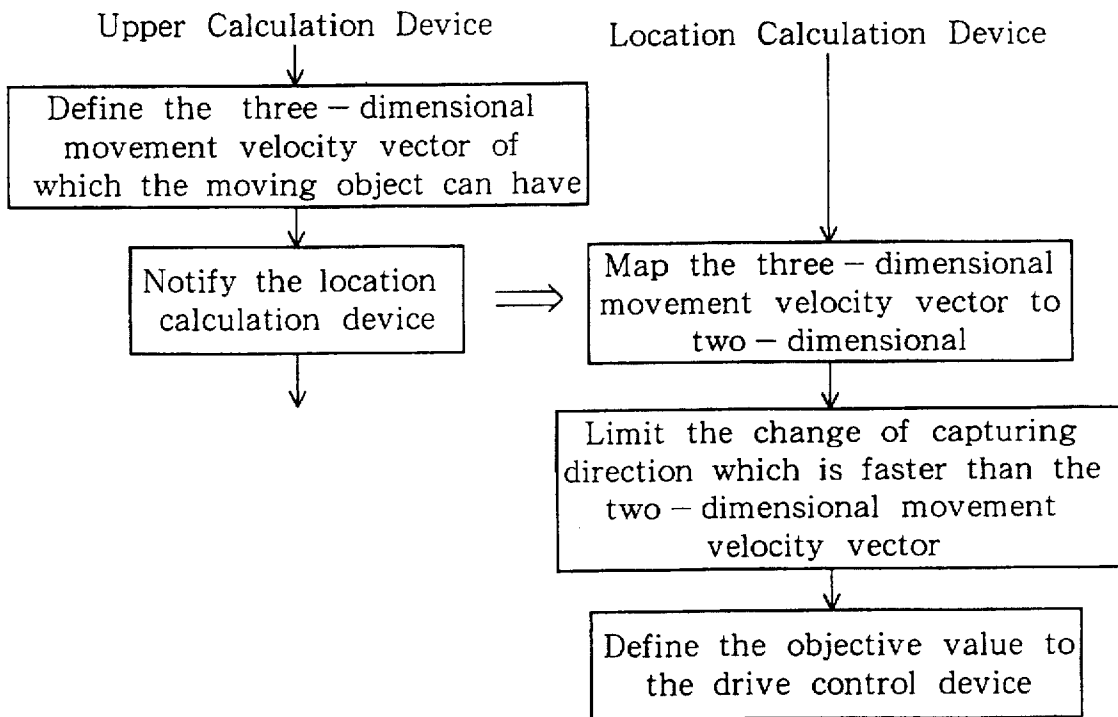 Upper Calculation Device
Define the three – dimensional
movement velocity vector of
which the moving object can have
Notify the location
calculation device
Location Calculation Device
Map the three – dimensional
movement velocity vector to
two – dimensional
Limit the change of capturing
direction which is faster than the
two – dimensional movement
velocity vector
Define the objective value to
the drive control device